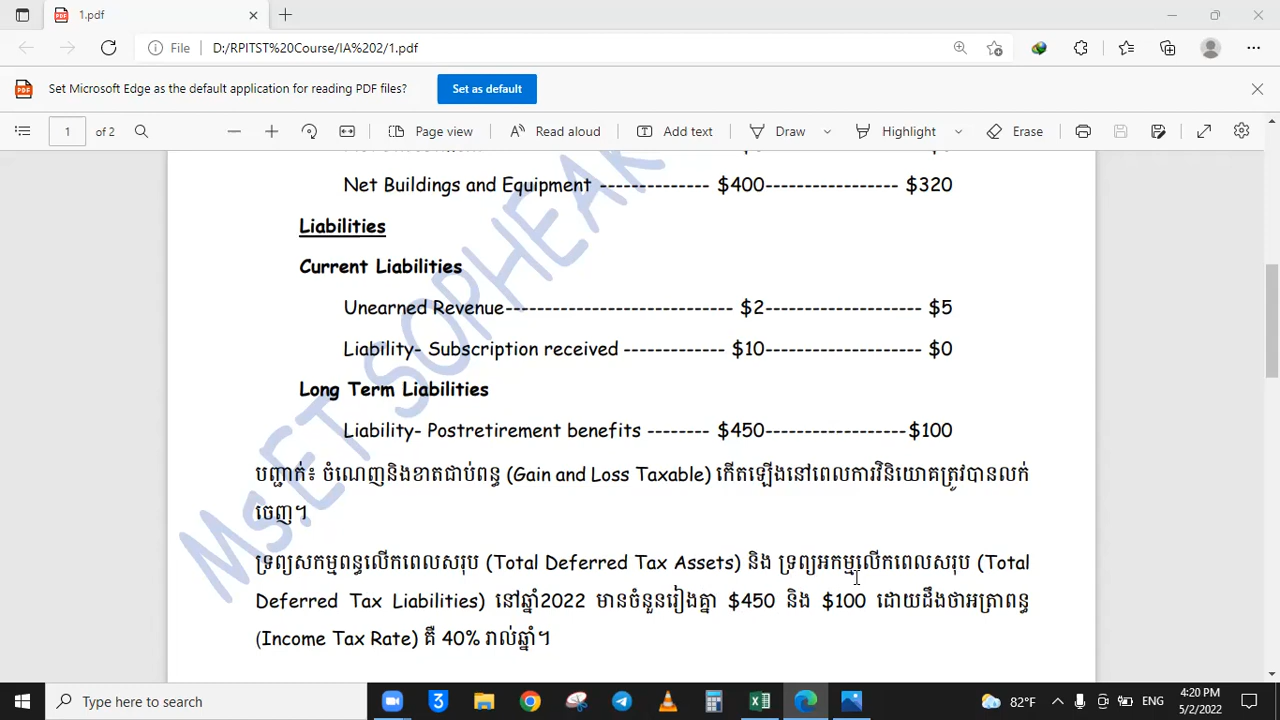 1.pdf
File D:/RPITST%20Course/IA%202/1.pdf
Set Microsoft Edge as the default application for reading PDF files? Set as default
1 of 2 Page view Read aloud Add text Draw Highlight Erase
Net Buildings and Equipment -------------- $400----------------- $320
Liabilities
Current Liabilities
Unearned Revenue----------------------------- $2-------------------- $5
Liability- Subscription received ------------- $10-------------------- $0
Long Term Liabilities
Liability- Postretirement benefits -------- $450------------------$100
បញ្ជាក់៖ ចំណេញនិងខាតជាប់ពន្ធ (Gain and Loss Taxable) កើតឡើងនៅពេលការវិនិយោគត្រូវបានលក់
ចេញ។
ទ្រព្យសកម្មពន្ធលើកពេលសរុប (Total Deferred Tax Assets) និង ទ្រព្យអកម្មលើកពេលសរុប (Total
Deferred Tax Liabilities) នៅឆ្នាំ2022 មានចំនួនរៀងគ្នា $450 និង $100 ដោយដឹងថាអត្រាពន្ធ
(Income Tax Rate) គឺ 40% រាល់ឆ្នាំ។
Ms.ET SOPHEAK
Type here to search
82°F ENG 4:20 PM
5/2/2022